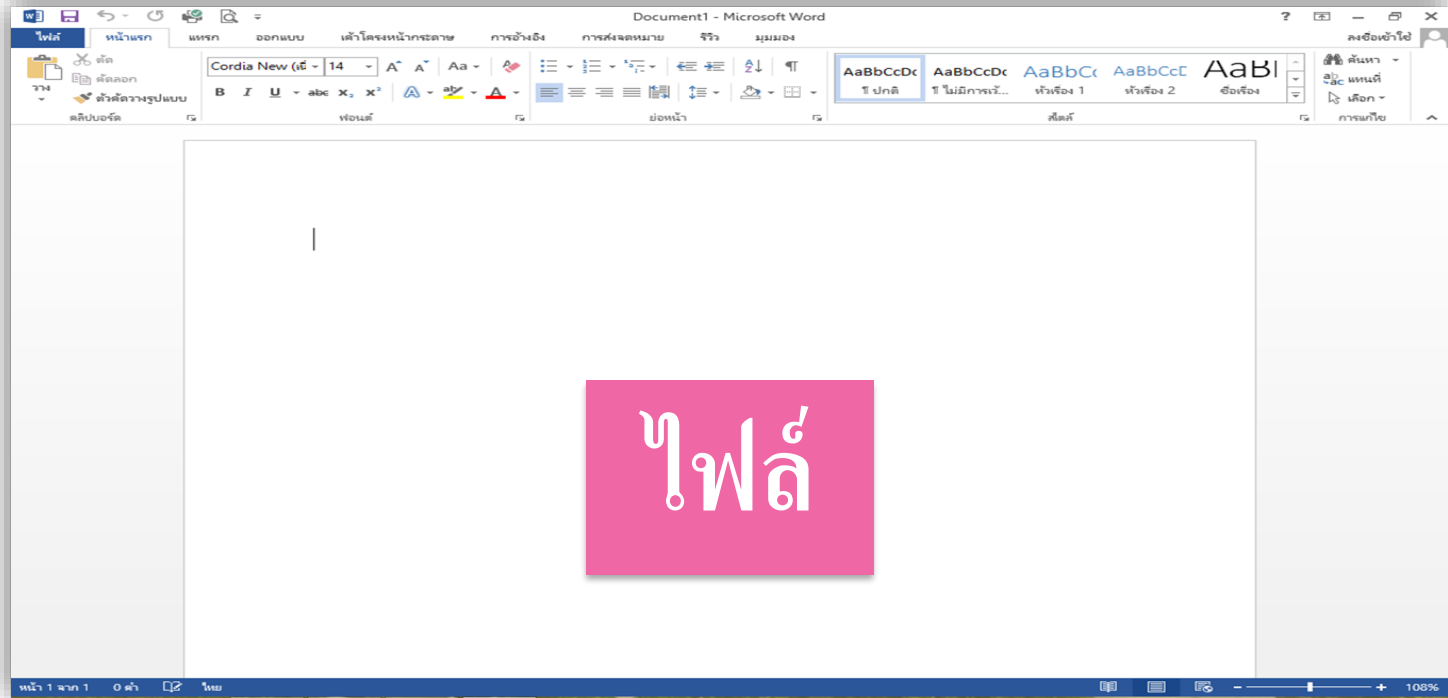 Document1 - Microsoft Word
ไฟล์ หน้าแรก แทรก ออกแบบ เค้าโครงหน้ากระดาษ การอ้างอิง การส่งจดหมาย รีวิว มุมมอง ลงชื่อเข้าใช้
วาง ตัด คัดลอก ตัวคัดวางรูปแบบ
Cordia New (เนื้ 14 Aa
B I U abc x₂ x² A aby A
AaBbCcDc AaBbCcDc AaBbCc AaBbCcD AaBl
¶ ปกติ ¶ ไม่มีการเว้... หัวเรื่อง 1 หัวเรื่อง 2 ชื่อเรื่อง
ค้นหา
แทนที่
เลือก
คลิปบอร์ด ฟอนต์ ย่อหน้า สไตล์ การแก้ไข
ไฟล์
หน้า 1 จาก 1 0 คำ ไทย 108%